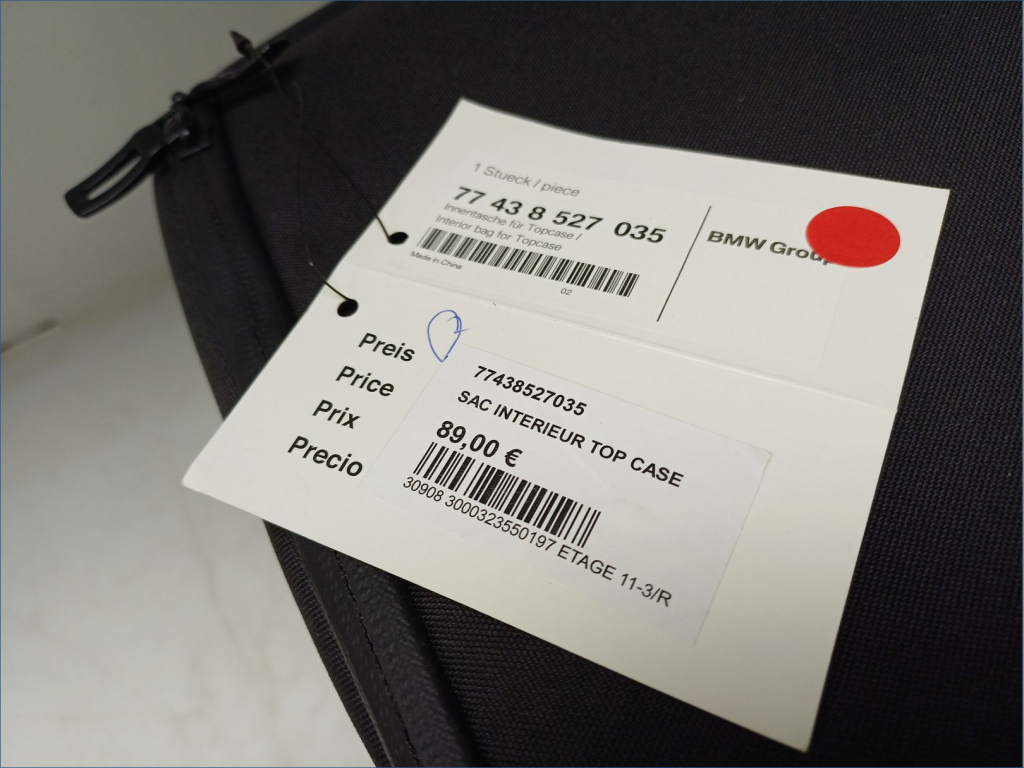 1 Stueck / piece
77 43 8 527 035
Innentasche für Topcase /
Interior bag for Topcase
Made in China
02
BMW Group
Preis
Price
Prix
Precio
77438527035
SAC INTERIEUR TOP CASE
89,00 €
30908 3000323550197 ETAGE 11-3/R